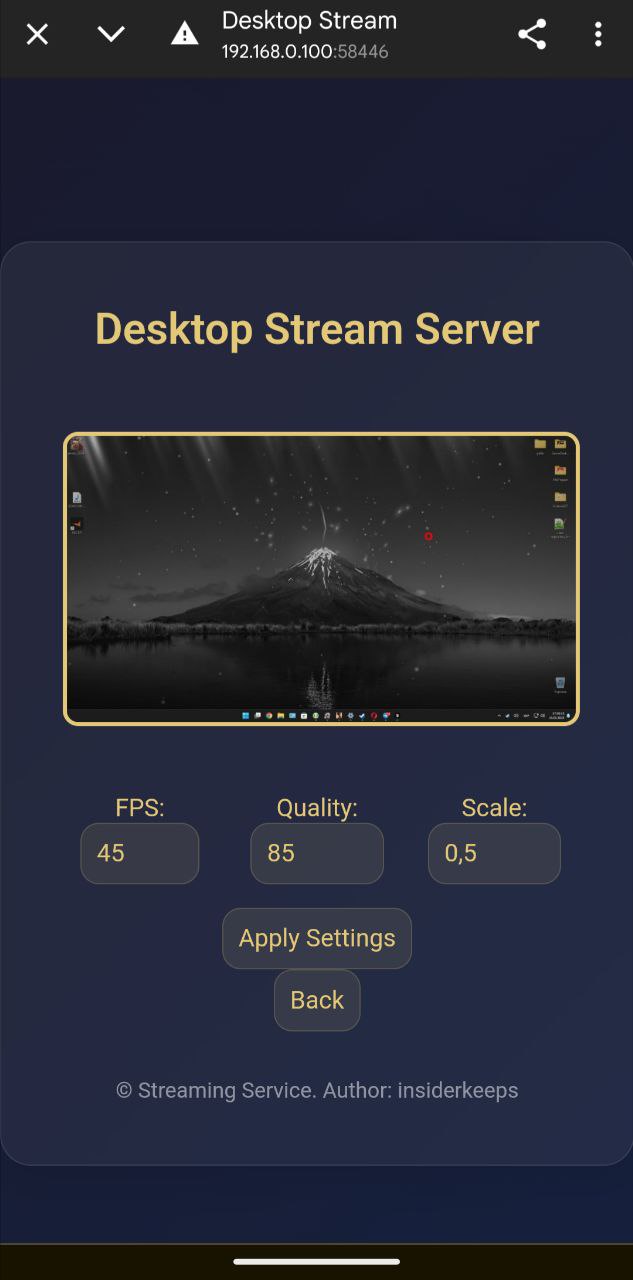 Desktop Stream
192.168.0.100:58446
Desktop Stream Server
FPS:
Quality:
Scale:
45
85
0,5
Apply Settings
Back
© Streaming Service. Author: insiderkeeps